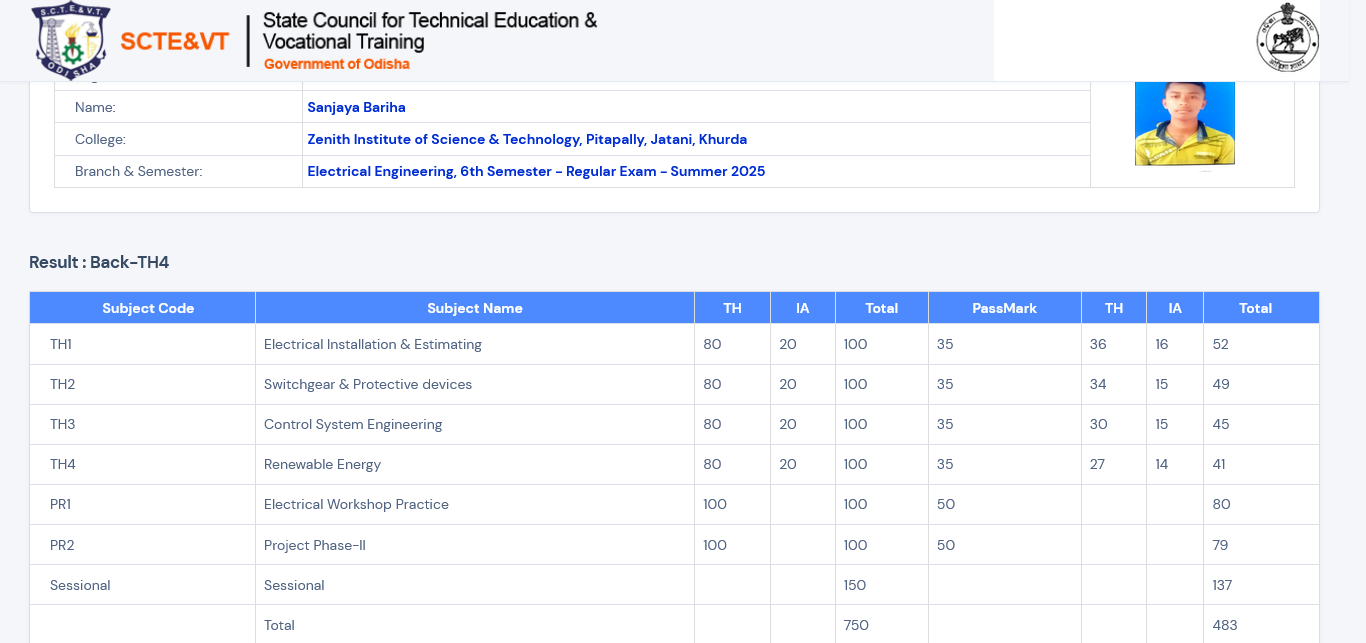 S.C.T.E.&V.T.
ODISHA
SCTE&VT
State Council for Technical Education &
Vocational Training
Government of Odisha
Name: Sanjaya Bariha
College: Zenith Institute of Science & Technology, Pitapally, Jatani, Khurda
Branch & Semester: Electrical Engineering, 6th Semester - Regular Exam - Summer 2025
Result : Back-TH4
Subject Code Subject Name TH IA Total PassMark TH IA Total
TH1 Electrical Installation & Estimating 80 20 100 35 36 16 52
TH2 Switchgear & Protective devices 80 20 100 35 34 15 49
TH3 Control System Engineering 80 20 100 35 30 15 45
TH4 Renewable Energy 80 20 100 35 27 14 41
PR1 Electrical Workshop Practice 100 100 50 80
PR2 Project Phase-II 100 100 50 79
Sessional Sessional 150 137
Total 750 483